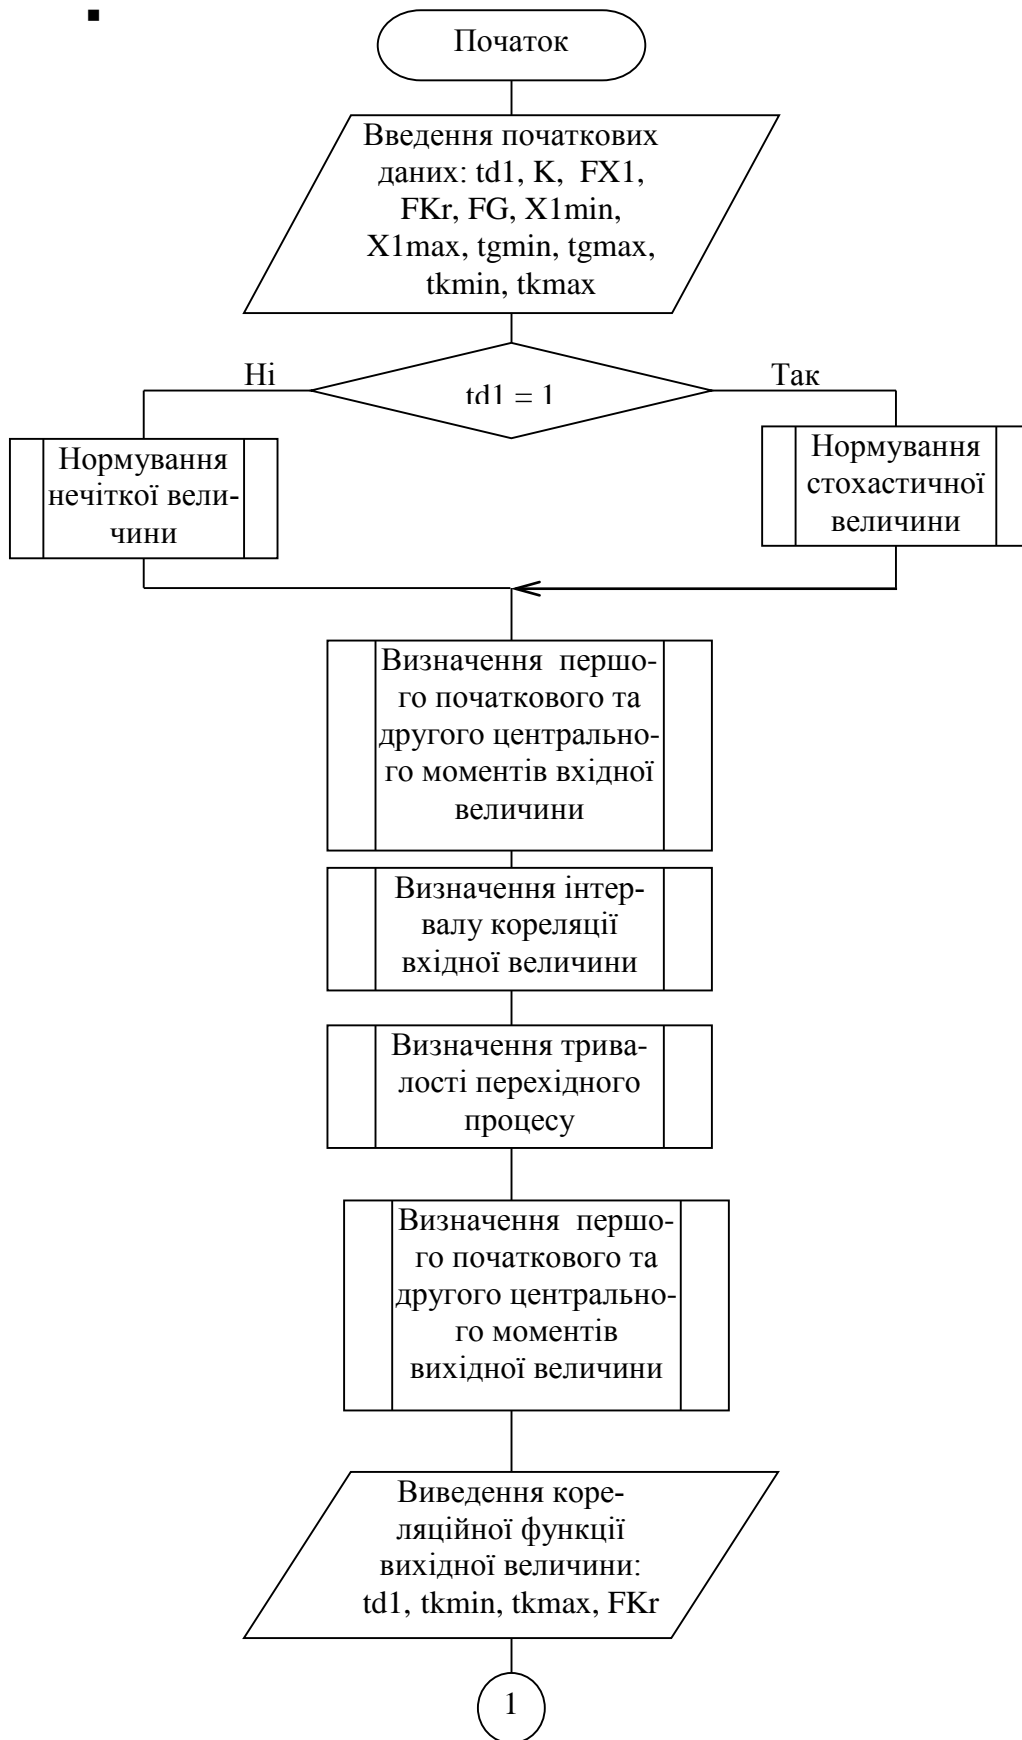 Початок
Введення початкових
даних: td1, K, FX1,
FKr, FG, X1min,
X1max, tgmin, tgmax,
tkmin, tkmax
Ні
td1 = 1
Так
Нормування
нечіткої вели-
чини
Нормування
стохастичної
величини
Визначення першо-
го початкового та
другого центрально-
го моментів вхідної
величини
Визначення інтер-
валу кореляції
вхідної величини
Визначення трива-
лості перехідного
процесу
Визначення першо-
го початкового та
другого центрально-
го моментів
вихідної величини
Виведення коре-
ляційної функції
вихідної величини:
td1, tkmin, tkmax, FKr
1